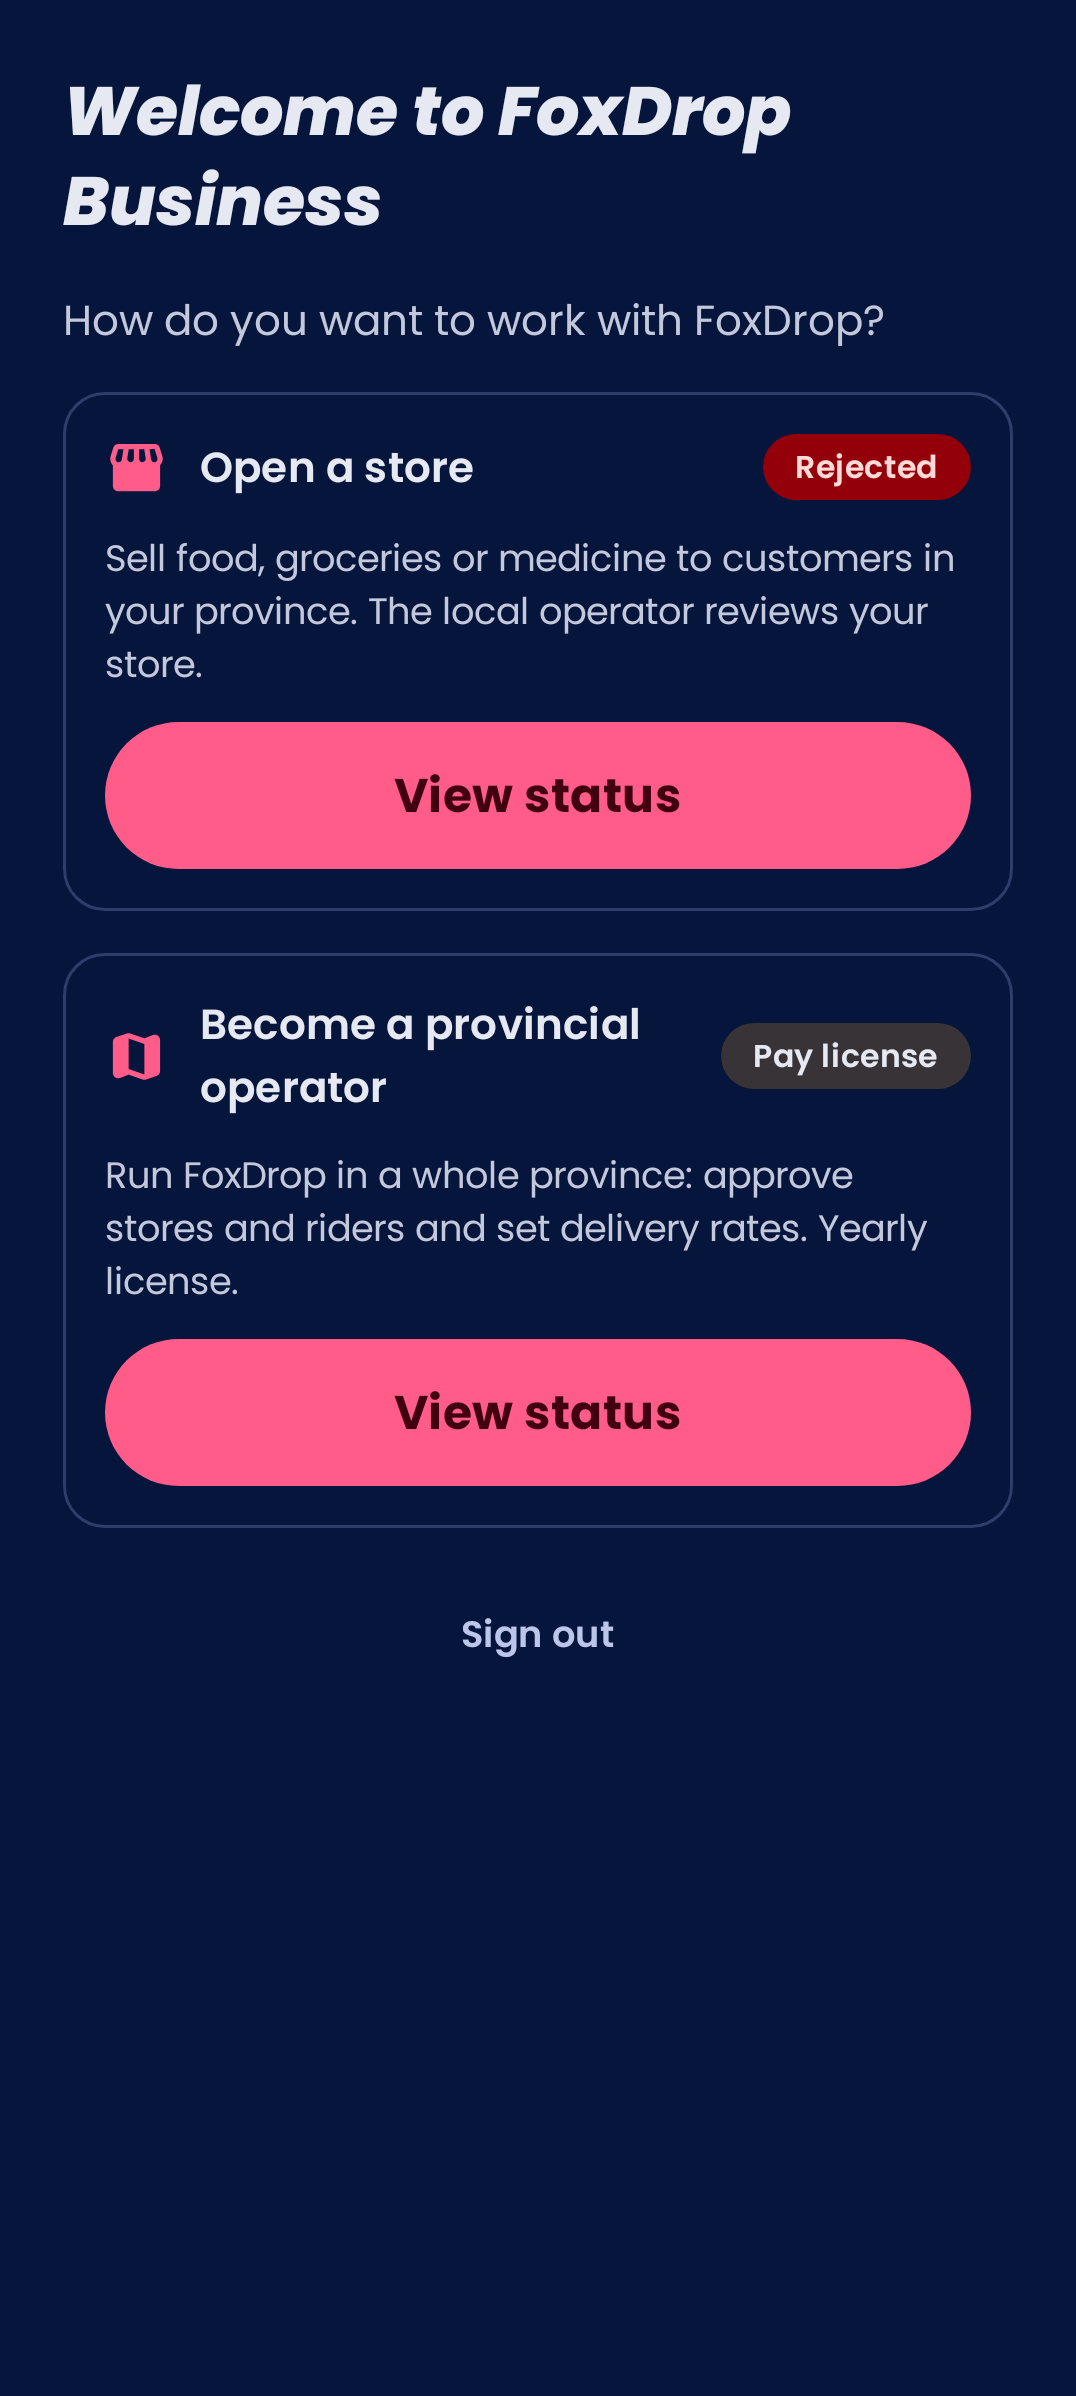 Welcome to FoxDrop
Business
How do you want to work with FoxDrop?
Open a store
Rejected
Sell food, groceries or medicine to customers in
your province. The local operator reviews your
store.
View status
Become a provincial
operator
Pay license
Run FoxDrop in a whole province: approve
stores and riders and set delivery rates. Yearly
license.
View status
Sign out